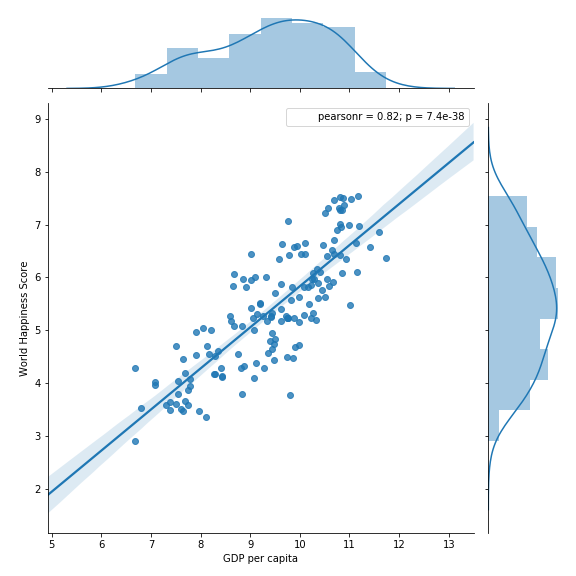 pearsonr = 0.82; p = 7.4e-38
9
8
7
6
5
4
3
2
World Happiness Score
5 6 7 8 9 10 11 12 13
GDP per capita